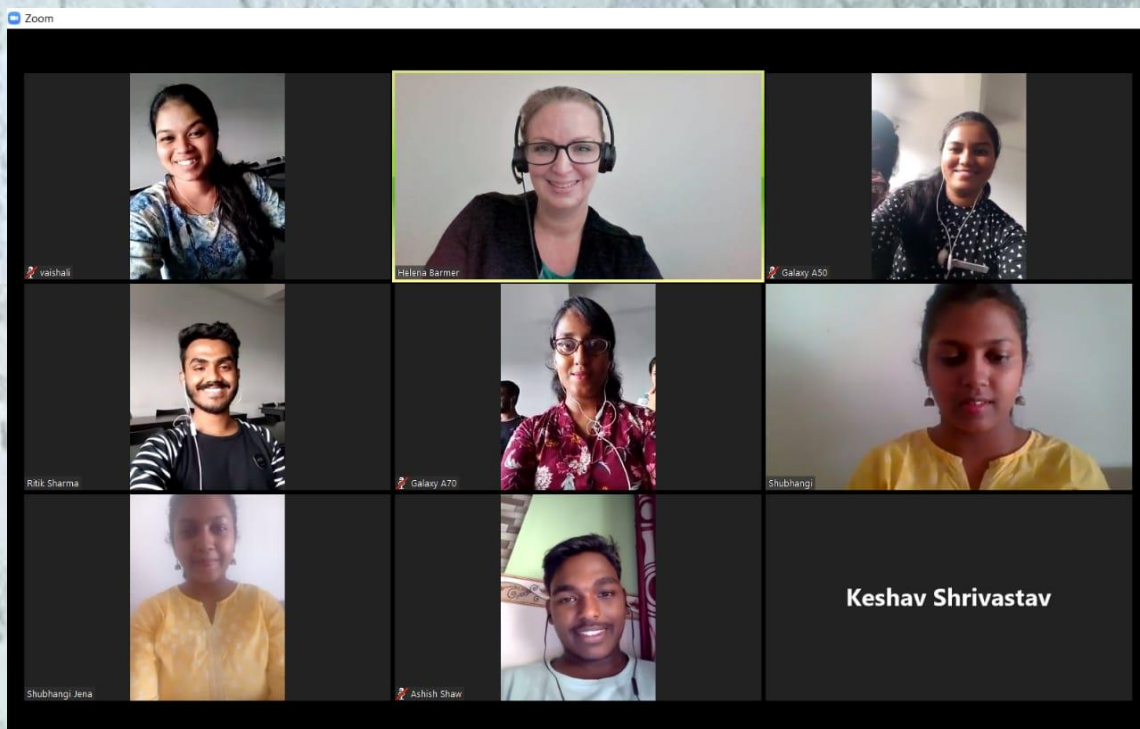 Zoom
vaishali
Helena Barmer
Galaxy A50
Ritik Sharma
Galaxy A70
Shubhangi
Shubhangi Jena
Ashish Shaw
Keshav Shrivastav